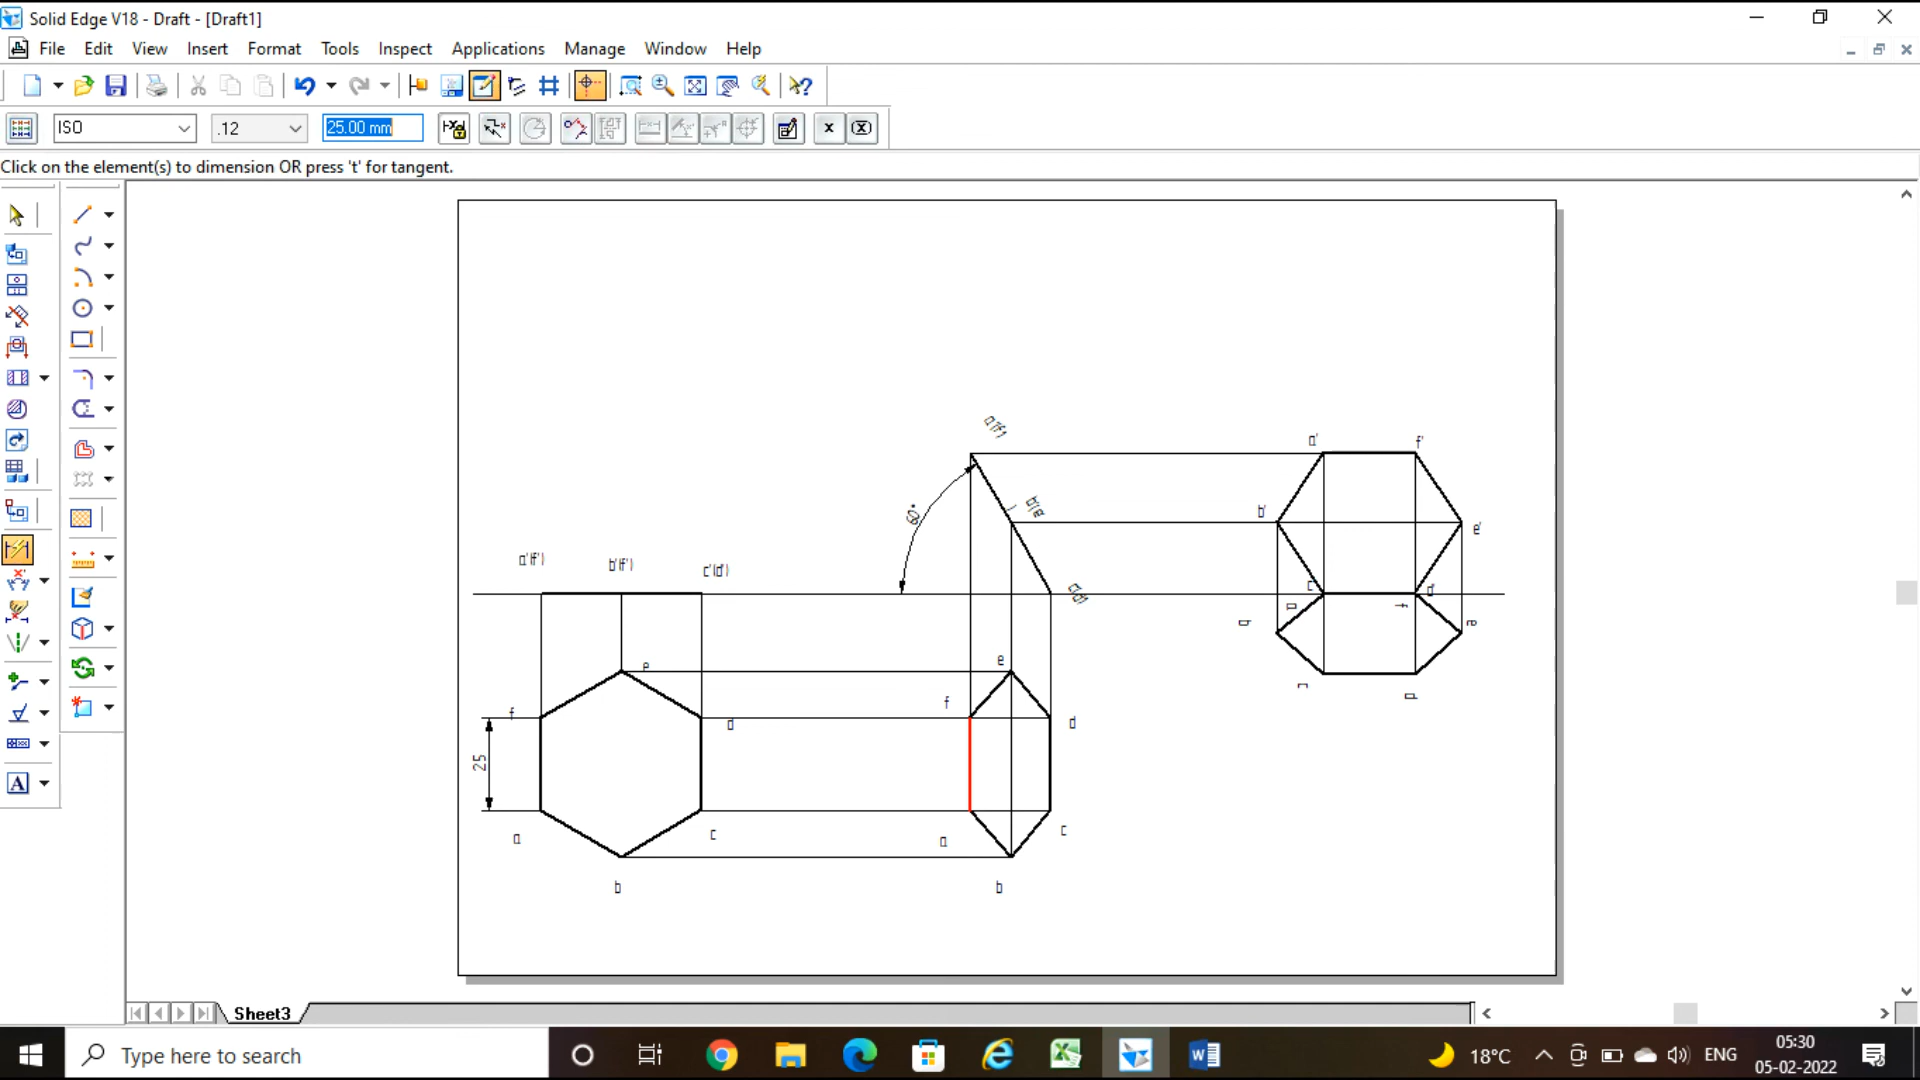 Solid Edge V18 - Draft - [Draft1]
File Edit View Insert Format Tools Inspect Applications Manage Window Help
ISO .12 25.00 mm
Click on the element(s) to dimension OR press 't' for tangent.
a' f'
b' e'
60°
a'(f') b'(f') c'(d')
c' d'
a f
b e
e e
f d f d
c d
25
a c a c
b b
Sheet3
Type here to search
18°C ENG 05:30
05-02-2022